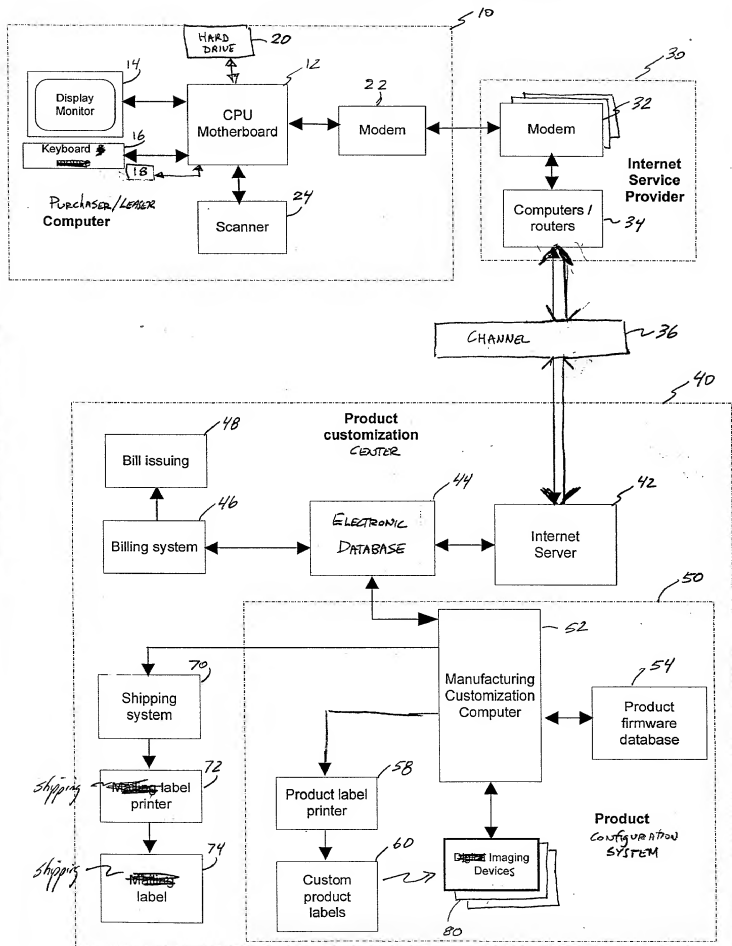 10
HARD
DRIVE
20
14
12
30
Display
Monitor
CPU
Motherboard
22
Modem
32
Modem
16
Keyboard
18
Internet
Service
Provider
PURCHASER/LEASER
Computer
24
Scanner
Computers /
routers
34
CHANNEL
36
40
Product
customization
CENTER
48
Bill issuing
46
Billing system
44
ELECTRONIC
DATABASE
42
Internet
Server
50
52
Manufacturing
Customization
Computer
54
Product
firmware
database
70
Shipping
system
72
shipping
Mailing label
printer
58
Product label
printer
Product
CONFIGURATION
SYSTEM
74
shipping
Mailing
label
60
Custom
product
labels
Digital Imaging
Devices
80